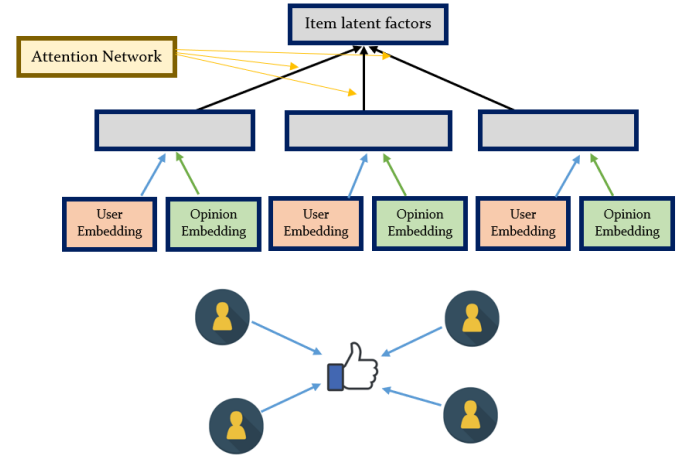 Item latent factors
Attention Network
User
Embedding
Opinion
Embedding
User
Embedding
Opinion
Embedding
User
Embedding
Opinion
Embedding